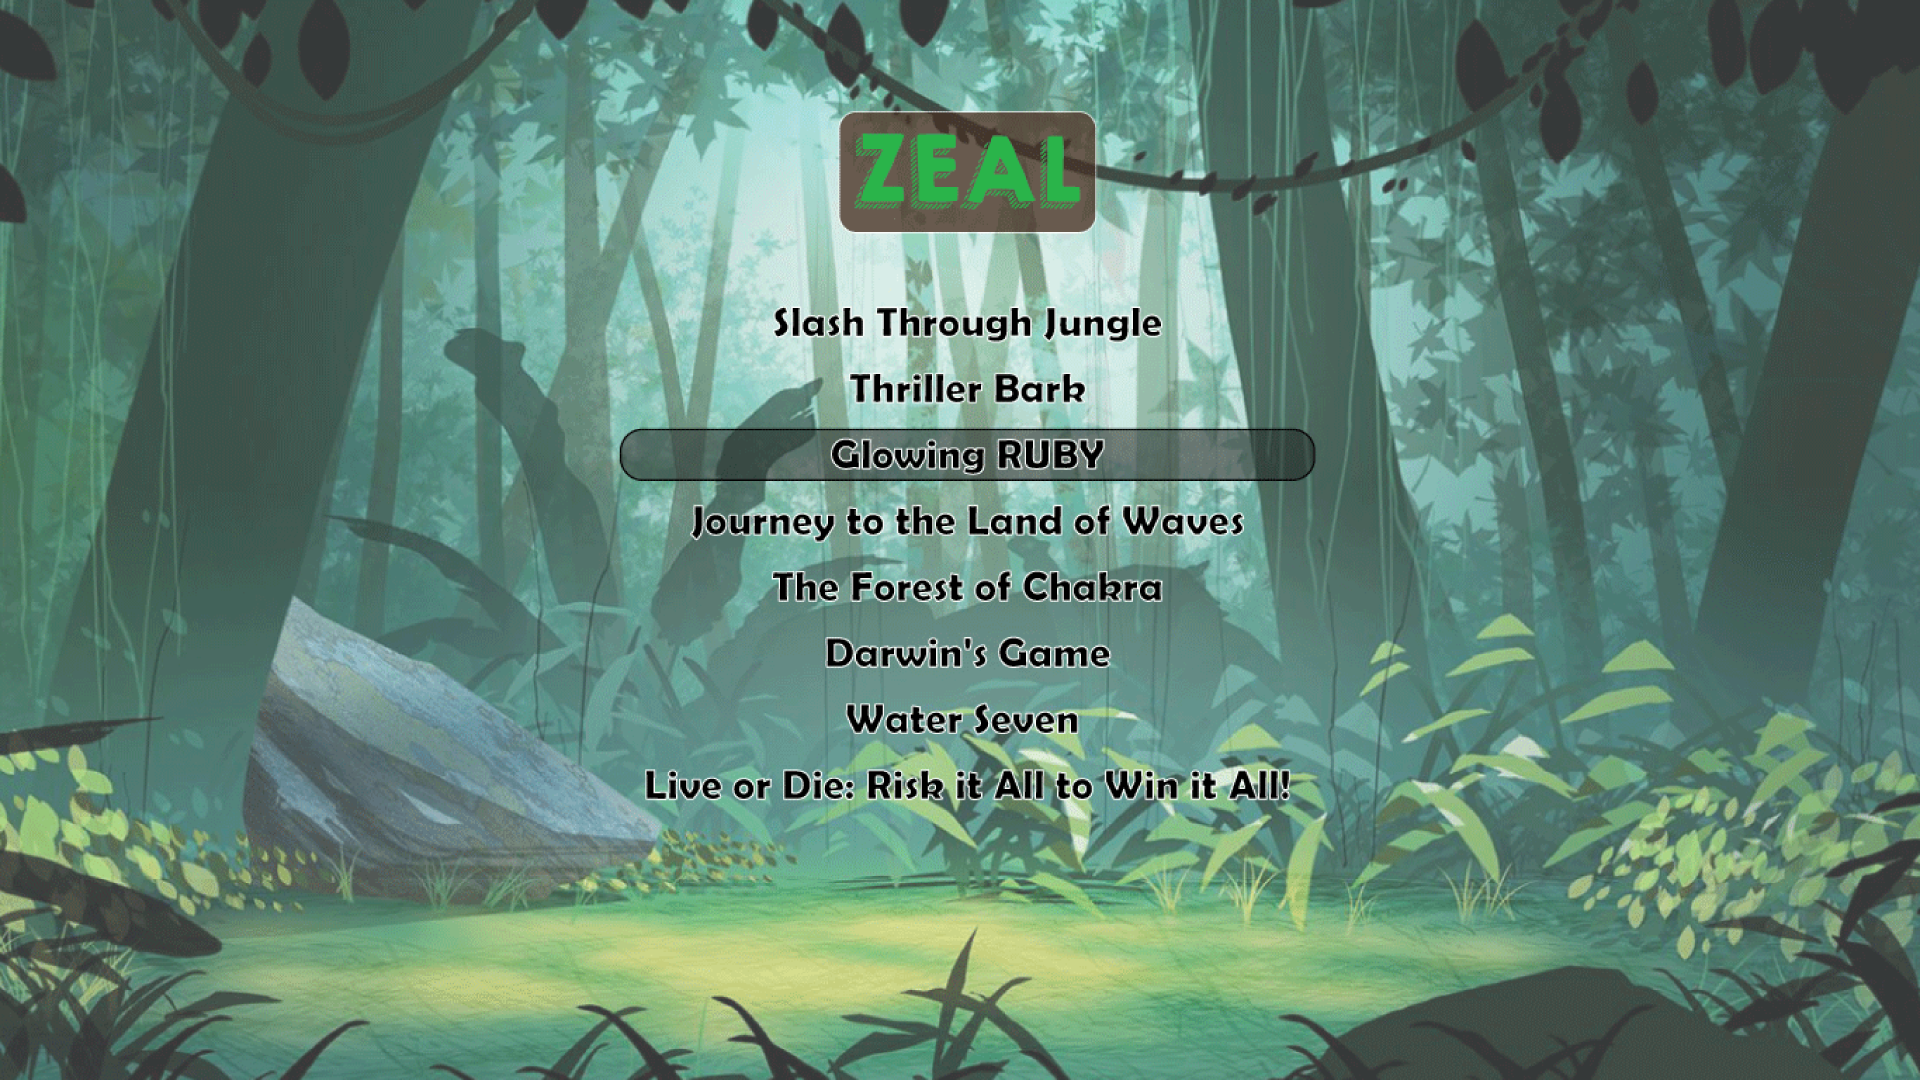 ZEAL
Slash Through Jungle
Thriller Bark
Glowing RUBY
Journey to the Land of Waves
The Forest of Chakra
Darwin's Game
Water Seven
Live or Die: Risk it All to Win it All!